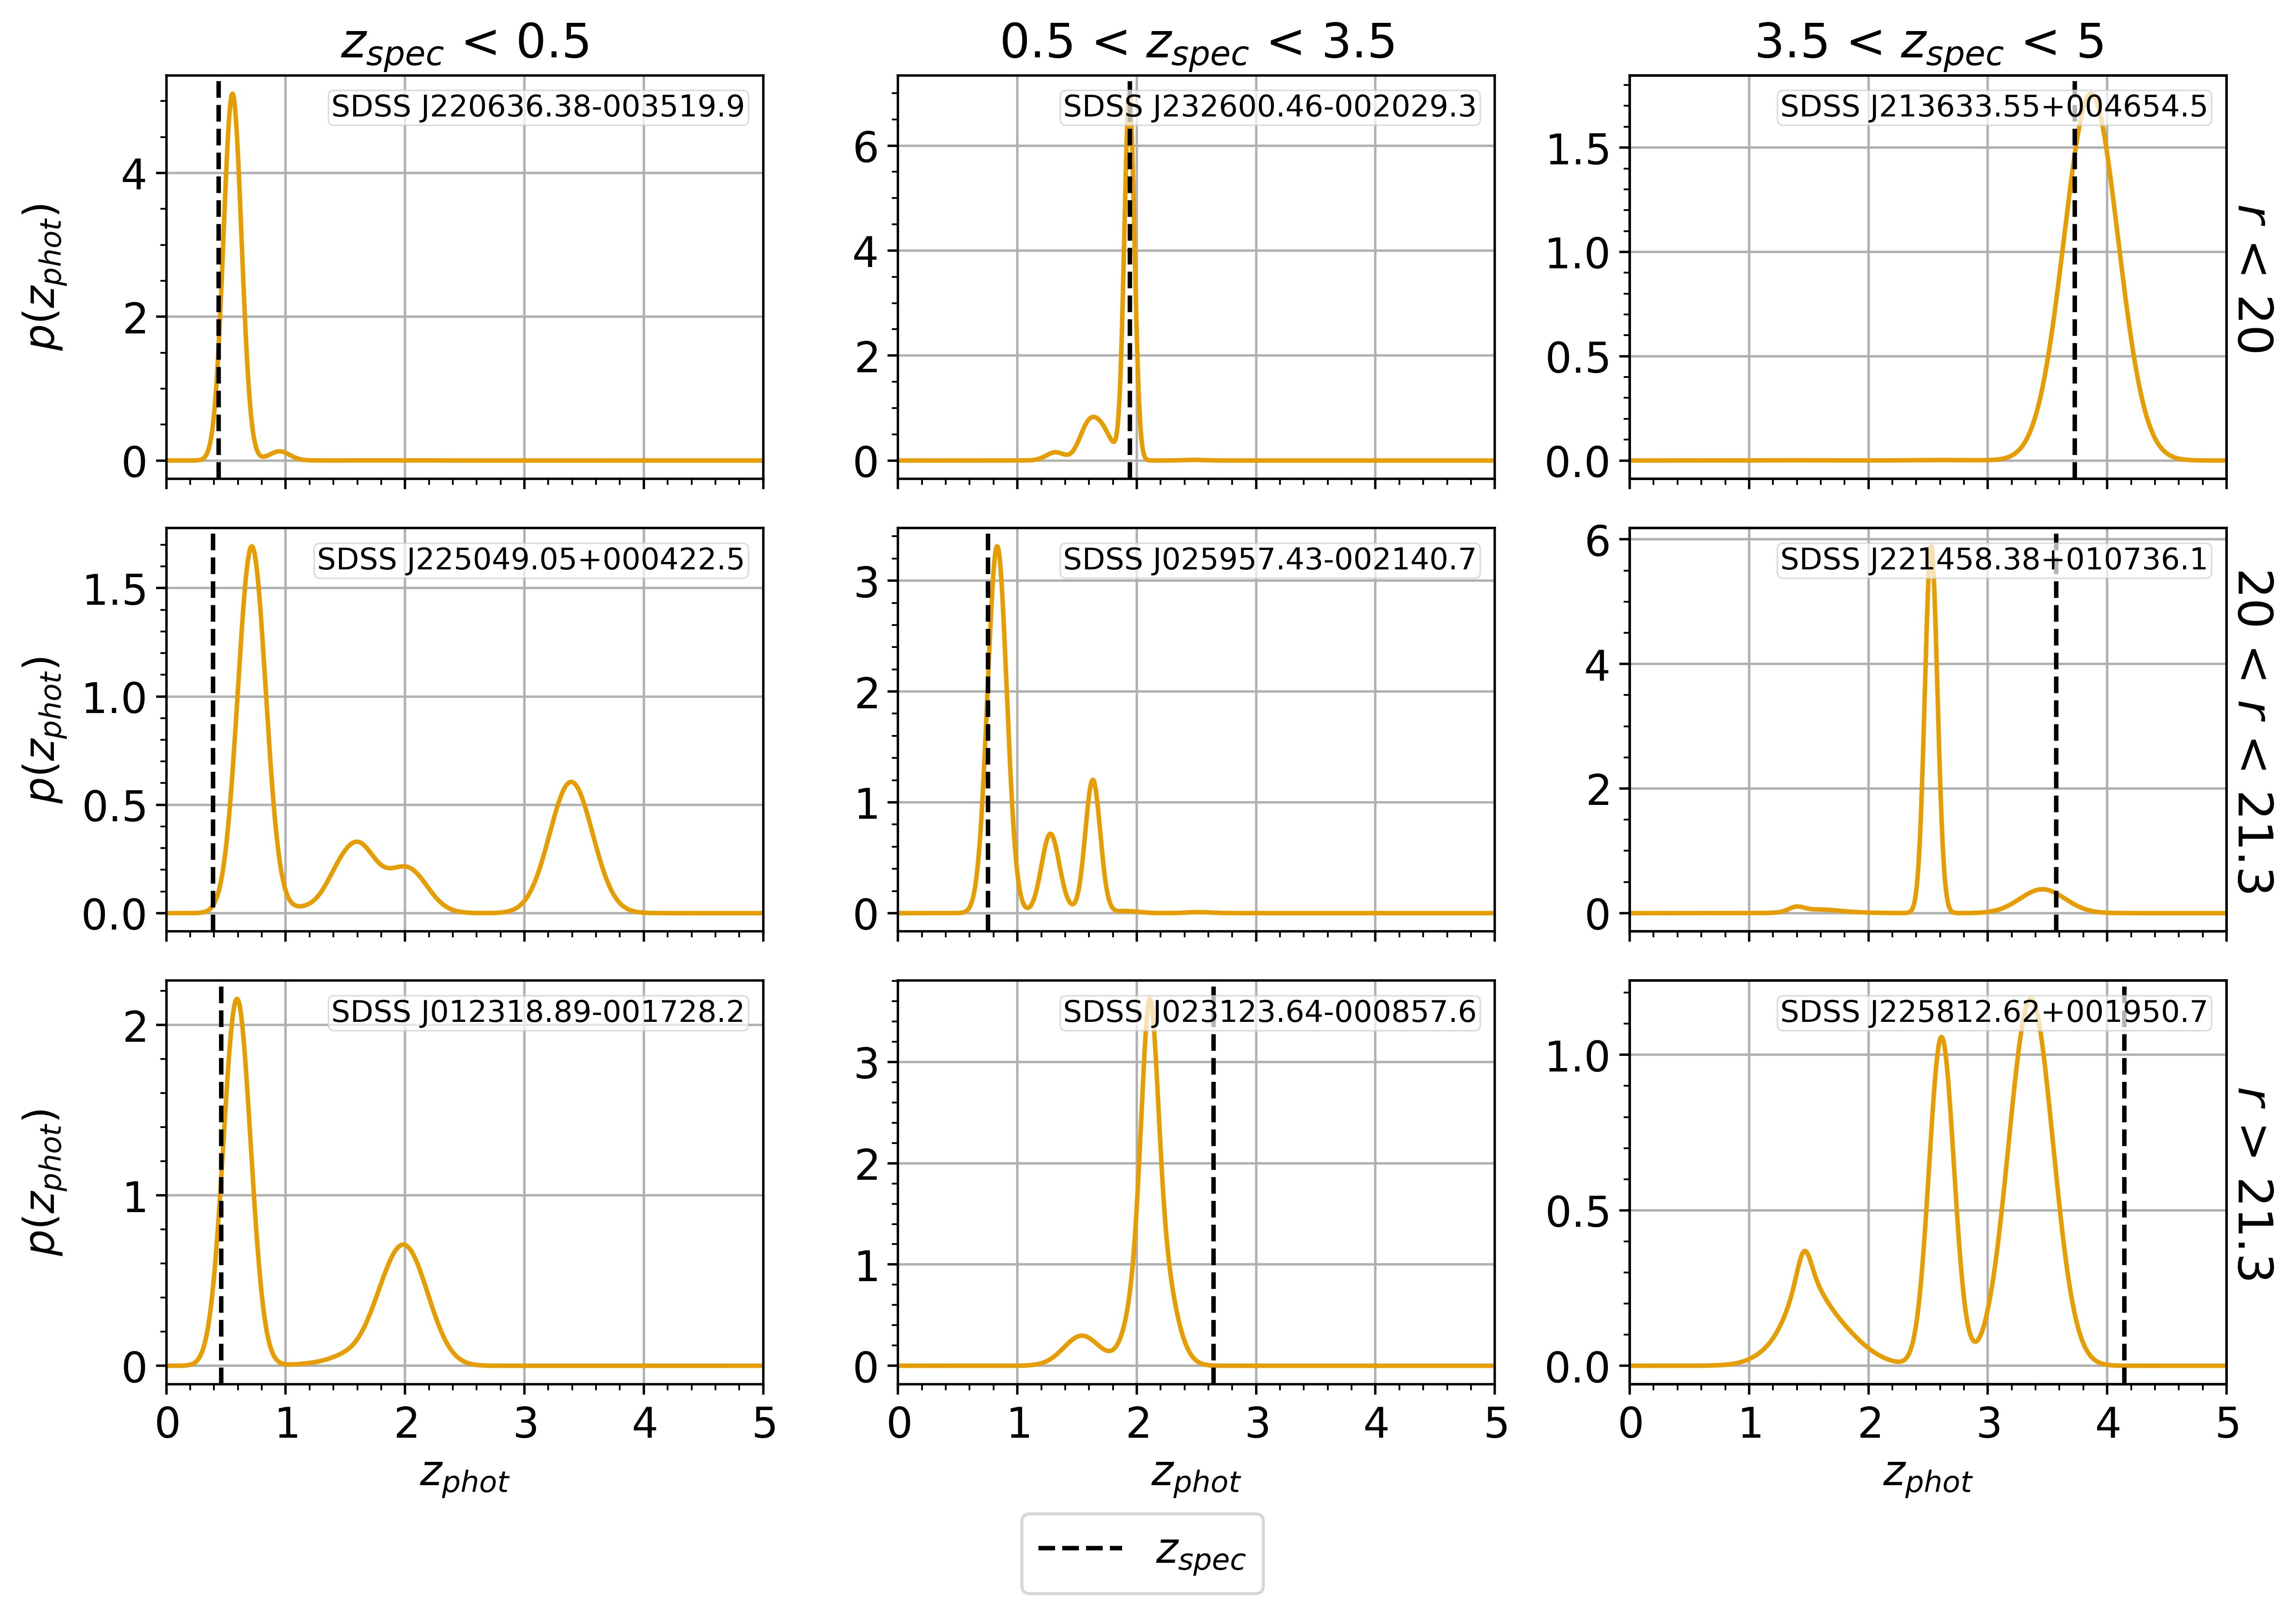 z_spec < 0.5
0.5 < z_spec < 3.5
3.5 < z_spec < 5
SDSS J220636.38-003519.9
SDSS J232600.46-002029.3
SDSS J213633.55+004654.5
p(z_phot)
4
2
0
6
4
2
0
1.5
1.0
0.5
0.0
r < 20
SDSS J225049.05+000422.5
SDSS J025957.43-002140.7
SDSS J221458.38+010736.1
p(z_phot)
1.5
1.0
0.5
0.0
3
2
1
0
6
4
2
0
20 < r < 21.3
SDSS J012318.89-001728.2
SDSS J023123.64-000857.6
SDSS J225812.62+001950.7
p(z_phot)
2
1
0
3
2
1
0
1.0
0.5
0.0
r > 21.3
0 1 2 3 4 5
0 1 2 3 4 5
0 1 2 3 4 5
z_phot
z_phot
z_phot
z_spec